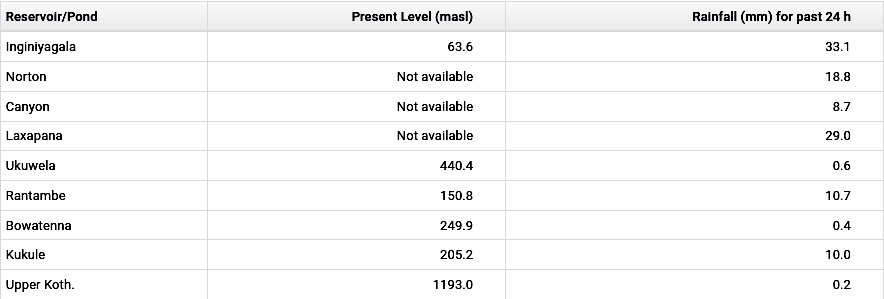 Reservoir/Pond Present Level (masl) Rainfall (mm) for past 24 h
Inginiyagala 63.6 33.1
Norton Not available 18.8
Canyon Not available 8.7
Laxapana Not available 29.0
Ukuwela 440.4 0.6
Rantambe 150.8 10.7
Bowatenna 249.9 0.4
Kukule 205.2 10.0
Upper Koth. 1193.0 0.2